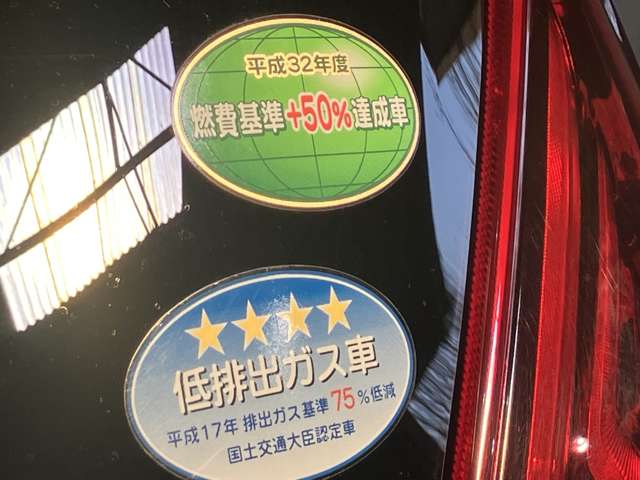 平成32年度
燃費基準+50%達成車
低排出ガス車
平成17年 排出ガス基準75%低減
国土交通大臣認定車